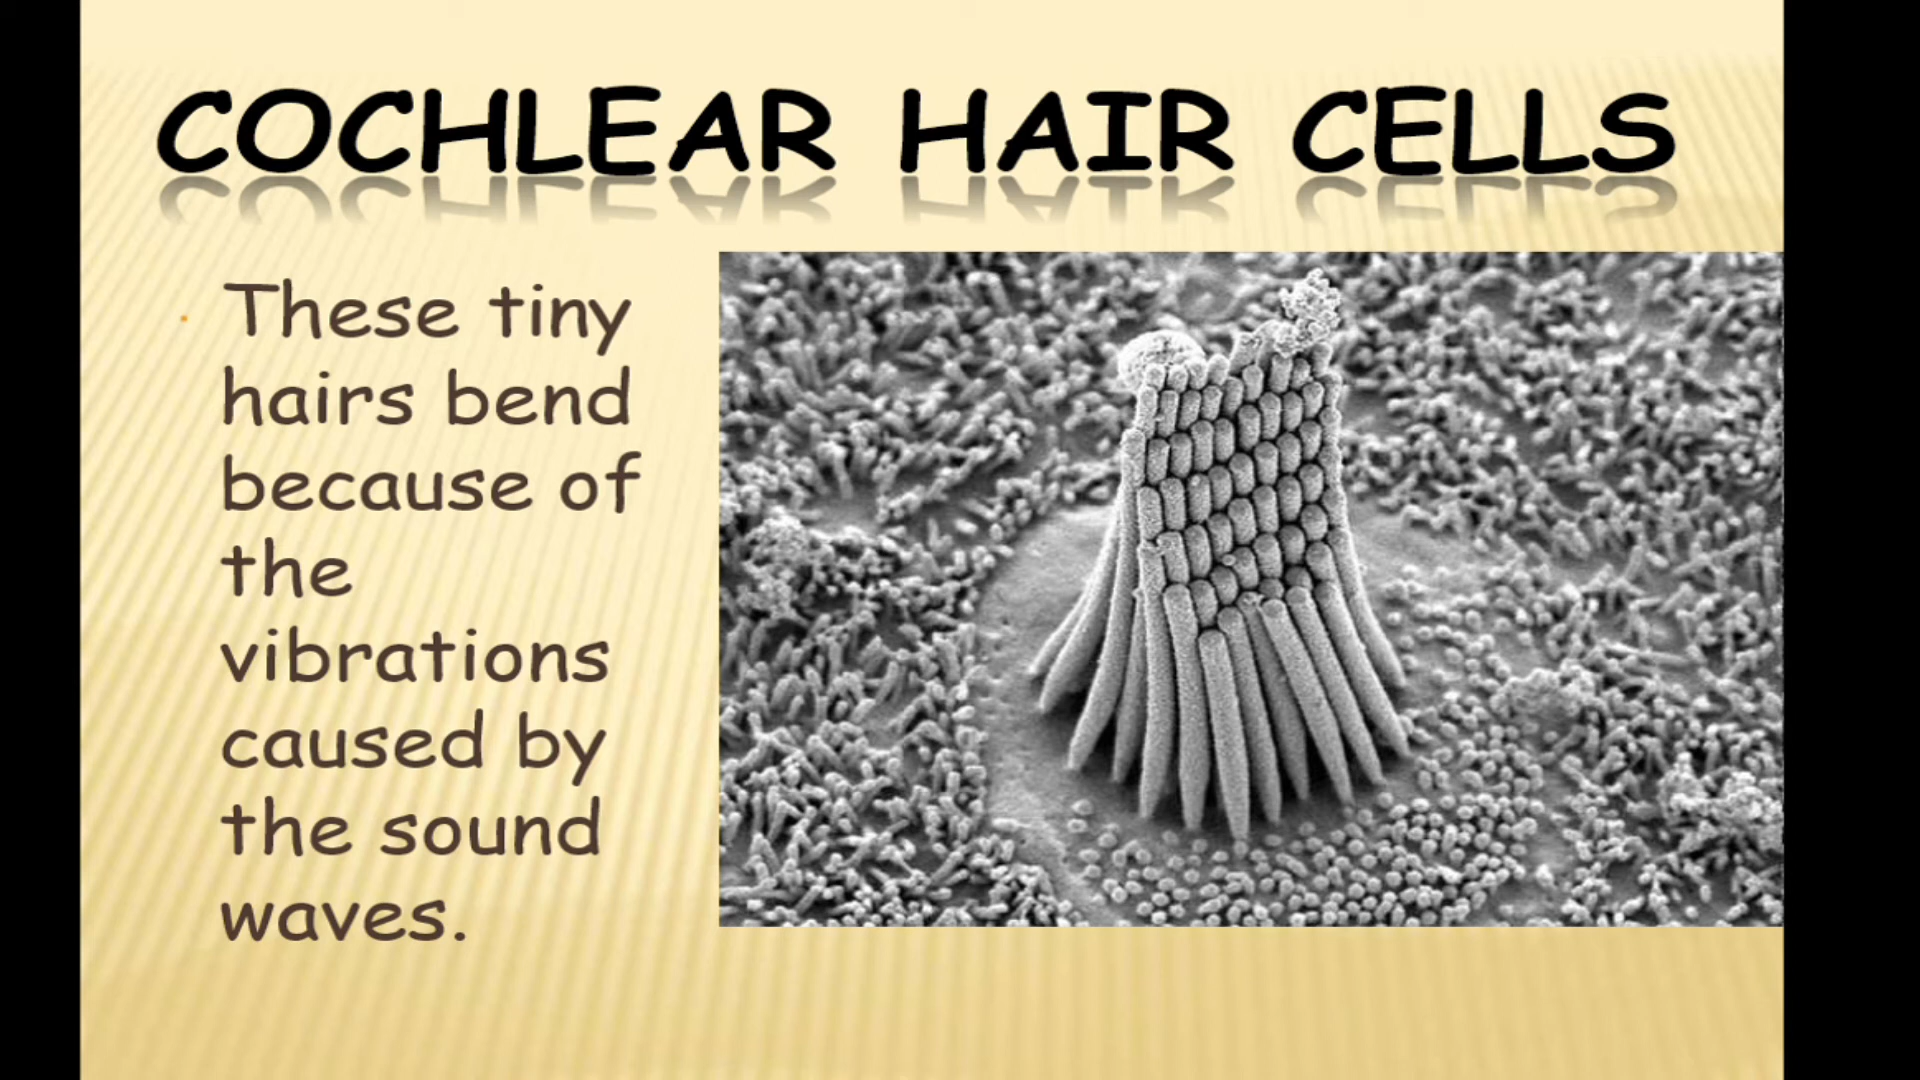 COCHLEAR HAIR CELLS
These tiny
hairs bend
because of
the
vibrations
caused by
the sound
waves.